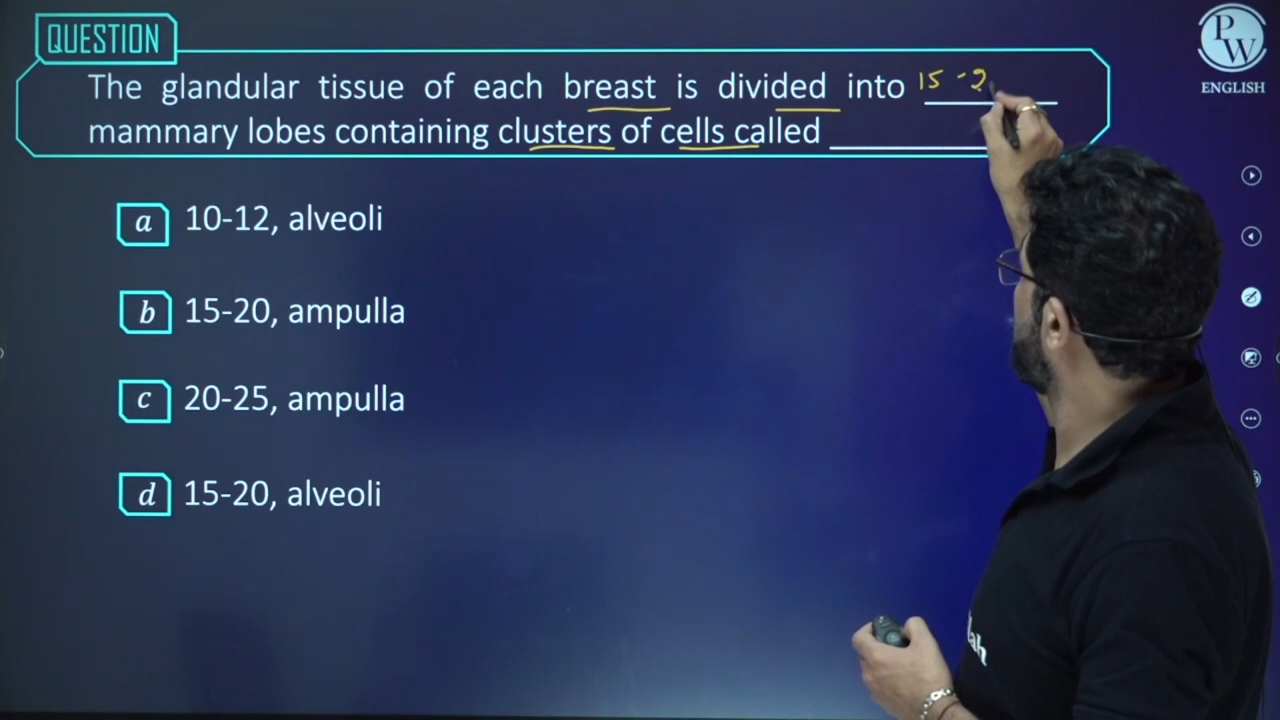 QUESTION
The glandular tissue of each breast is divided into 15 -2
mammary lobes containing clusters of cells called
a 10-12, alveoli
b 15-20, ampulla
c 20-25, ampulla
d 15-20, alveoli
PW
ENGLISH